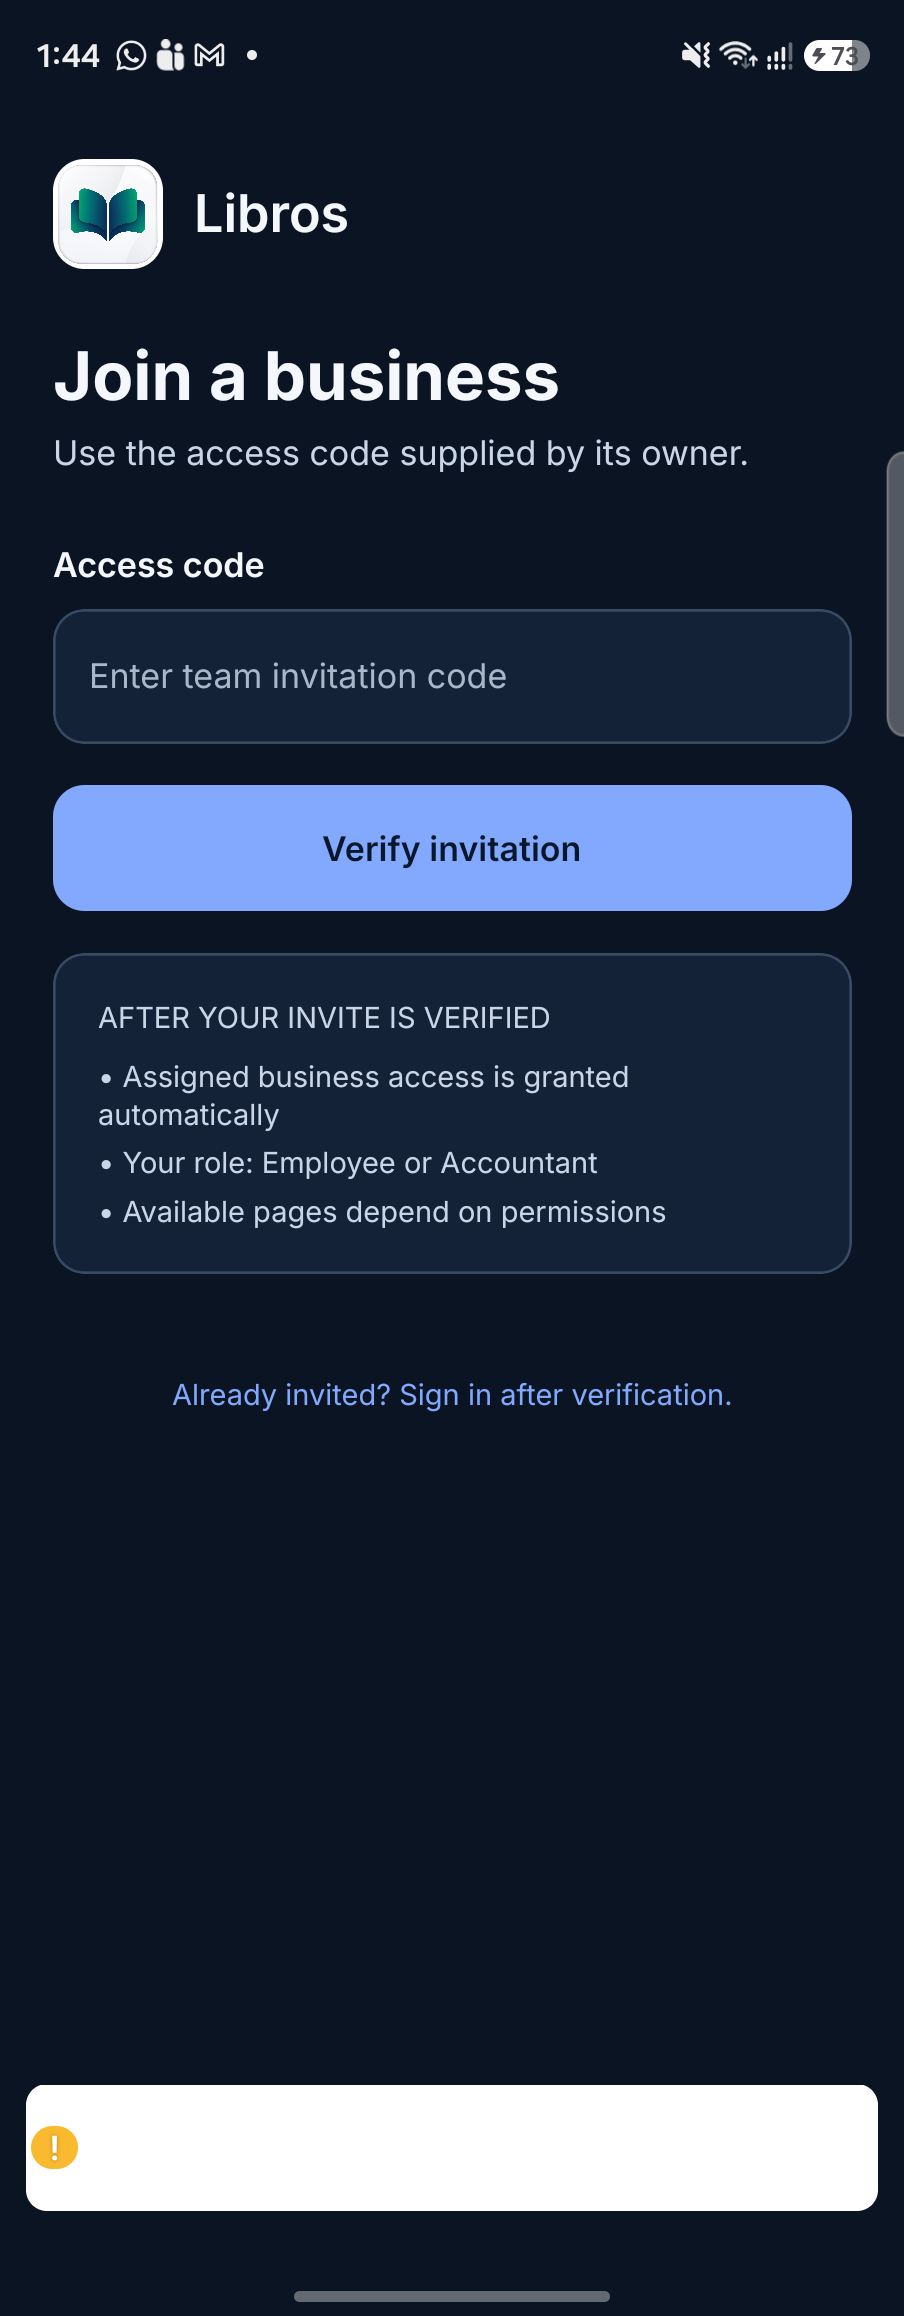 1:44
73
Libros
Join a business
Use the access code supplied by its owner.
Access code
Enter team invitation code
Verify invitation
AFTER YOUR INVITE IS VERIFIED
• Assigned business access is granted
automatically
• Your role: Employee or Accountant
• Available pages depend on permissions
Already invited? Sign in after verification.
!